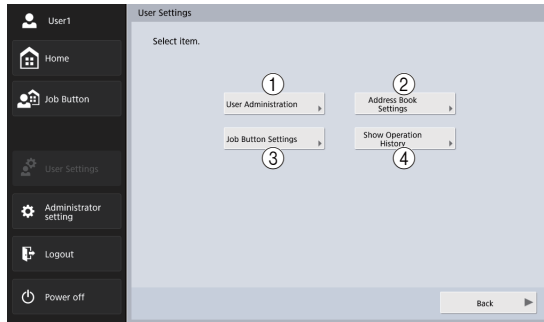 User1
Home
Job Button
User Settings
Administrator
setting
Logout
Power off
User Settings
Select item.
1
2
User Administration
Address Book
Settings
Job Button Settings
Show Operation
History
3
4
Back